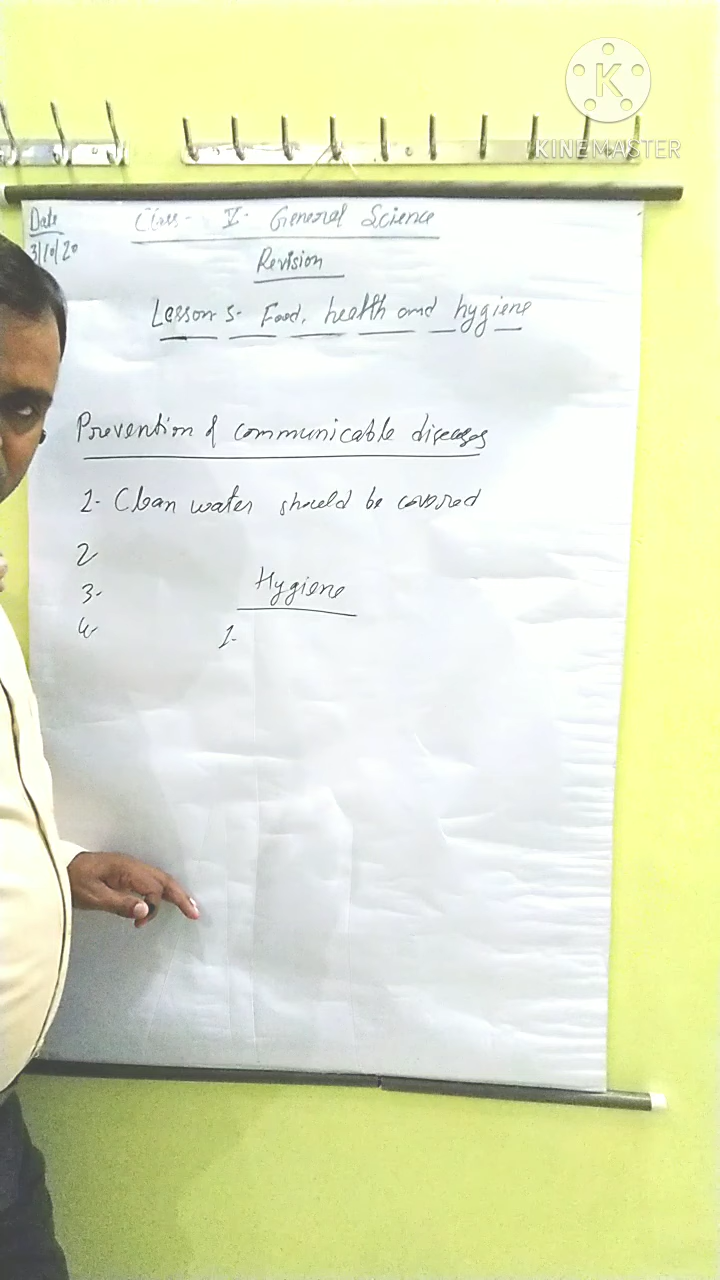 K
KINEMASTER
Date
3/10/20
Class- V- General Science
Revision
Lesson 5- Food, health and hygiene
Prevention of communicable diseases
1- Clean water should be covered
2
3-
4-
Hygiene
1-